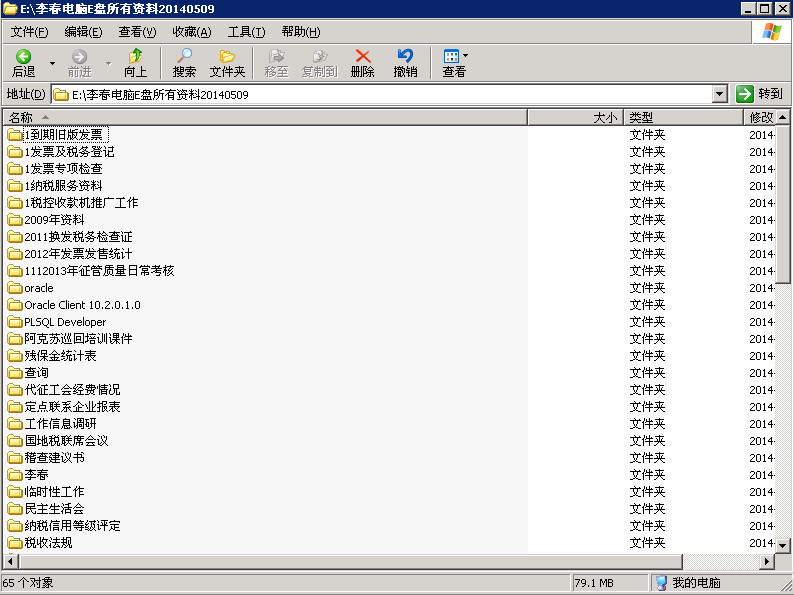 E:\李春电脑E盘所有资料20140509
文件(F) 编辑(E) 查看(V) 收藏(A) 工具(T) 帮助(H)
后退 前进 向上 搜索 文件夹 移至 复制到 删除 撤销 查看
地址(D) E:\李春电脑E盘所有资料20140509 转到
名称 大小 类型 修改
1到期旧版发票 文件夹 2014-
1发票及税务登记 文件夹 2014-
1发票专项检查 文件夹 2014-
1纳税服务资料 文件夹 2014-
1税控收款机推广工作 文件夹 2014-
2009年资料 文件夹 2014-
2011换发税务检查证 文件夹 2014-
2012年发票发售统计 文件夹 2014-
1112013年征管质量日常考核 文件夹 2014-
oracle 文件夹 2014-
Oracle Client 10.2.0.1.0 文件夹 2014-
PLSQL Developer 文件夹 2014-
阿克苏巡回培训课件 文件夹 2014-
残保金统计表 文件夹 2014-
查询 文件夹 2014-
代征工会经费情况 文件夹 2014-
定点联系企业报表 文件夹 2014-
工作信息调研 文件夹 2014-
国地税联席会议 文件夹 2014-
稽查建议书 文件夹 2014-
李春 文件夹 2014-
临时性工作 文件夹 2014-
民主生活会 文件夹 2014-
纳税信用等级评定 文件夹 2014-
税收法规 文件夹 2014-
65 个对象 79.1 MB 我的电脑